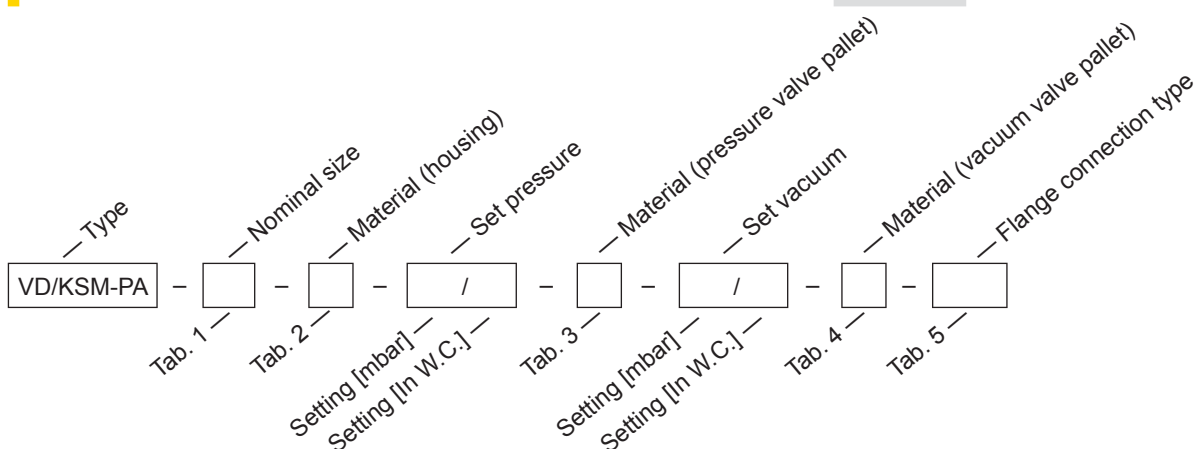 Type
Nominal size
Material (housing)
Set pressure
Material (pressure valve pallet)
Set vacuum
Material (vacuum valve pallet)
Flange connection type
VD/KSM-PA – – – / – – / – –
Tab. 1
Tab. 2
Setting [mbar]
Setting [In W.C.]
Tab. 3
Setting [mbar]
Setting [In W.C.]
Tab. 4
Tab. 5